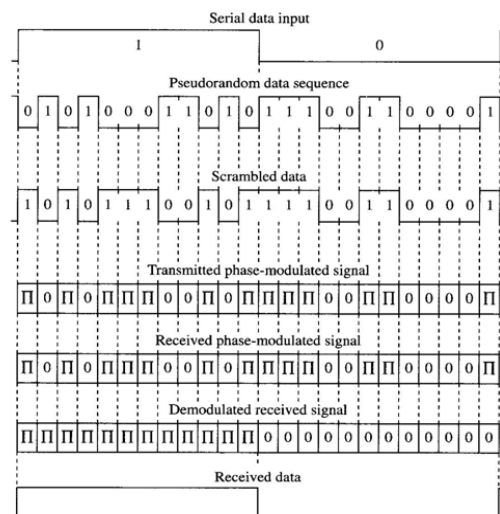 Serial data input
1 0
Pseudorandom data sequence
0 1 0 1 0 0 0 1 1 0 1 0 1 1 1 0 0 1 1 0 0 0 0 1
Scrambled data
1 0 1 0 1 1 1 0 0 1 0 1 1 1 1 0 0 1 1 0 0 0 0 1
Transmitted phase-modulated signal
Π 0 Π 0 Π Π Π 0 0 Π 0 Π Π Π Π 0 0 Π Π 0 0 0 0 Π
Received phase-modulated signal
Π 0 Π 0 Π Π Π 0 0 Π 0 Π Π Π Π 0 0 Π Π 0 0 0 0 Π
Demodulated received signal
Π Π Π Π Π Π Π Π Π Π Π Π 0 0 0 0 0 0 0 0 0 0 0 0
Received data